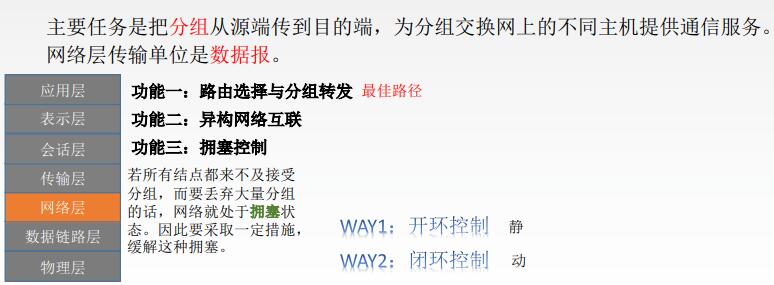 主要任务是把分组从源端传到目的端，为分组交换网上的不同主机提供通信服务。
网络层传输单位是数据报。
应用层
表示层
会话层
传输层
网络层
数据链路层
物理层
功能一：路由选择与分组转发 最佳路径
功能二：异构网络互联
功能三：拥塞控制
若所有结点都来不及接受
分组，而要丢弃大量分组
的话，网络就处于拥塞状
态。因此要采取一定措施，
缓解这种拥塞。
WAY1：开环控制 静
WAY2：闭环控制 动